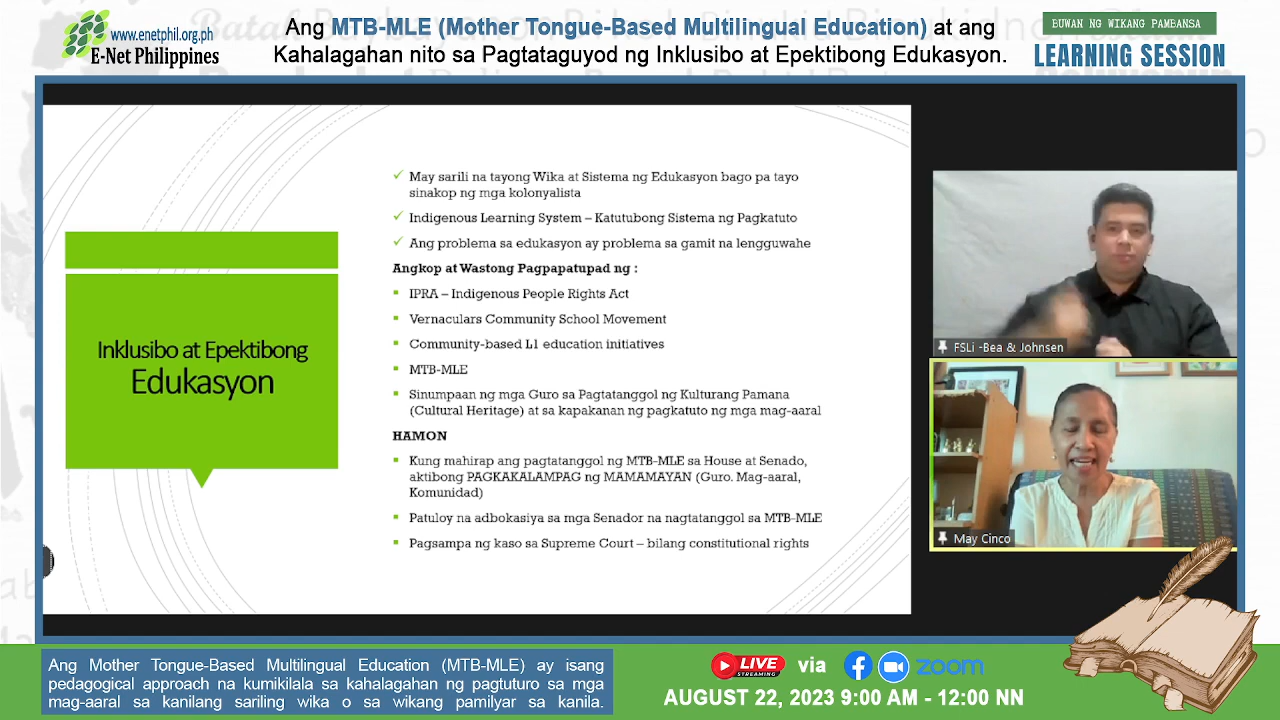 www.enetphil.org.ph
E-Net Philippines
Ang MTB-MLE (Mother Tongue-Based Multilingual Education) at ang
Kahalagahan nito sa Pagtataguyod ng Inklusibo at Epektibong Edukasyon.
BUWAN NG WIKANG PAMBANSA
LEARNING SESSION
Inklusibo at Epektibong
Edukasyon
May sarili na tayong Wika at Sistema ng Edukasyon bago pa tayo
sinakop ng mga kolonyalista
Indigenous Learning System – Katutubong Sistema ng Pagkatuto
Ang problema sa edukasyon ay problema sa gamit na lengguwahe
Angkop at Wastong Pagpapatupad ng :
IPRA – Indigenous People Rights Act
Vernaculars Community School Movement
Community-based L1 education initiatives
MTB-MLE
Sinumpaan ng mga Guro sa Pagtatanggol ng Kulturang Pamana
(Cultural Heritage) at sa kapakanan ng pagkatuto ng mga mag-aaral
HAMON
Kung mahirap ang pagtatanggol ng MTB-MLE sa House at Senado,
aktibong PAGKAKALAMPAG ng MAMAMAYAN (Guro. Mag-aaral,
Komunidad)
Patuloy na adbokasiya sa mga Senador na nagtatanggol sa MTB-MLE
Pagsampa ng kaso sa Supreme Court – bilang constitutional rights
FSLi -Bea & Johnsen
May Cinco
Ang Mother Tongue-Based Multilingual Education (MTB-MLE) ay isang
pedagogical approach na kumikilala sa kahalagahan ng pagtuturo sa mga
mag-aaral sa kanilang sariling wika o sa wikang pamilyar sa kanila.
LIVE
STREAMING
via
zoom
AUGUST 22, 2023 9:00 AM - 12:00 NN